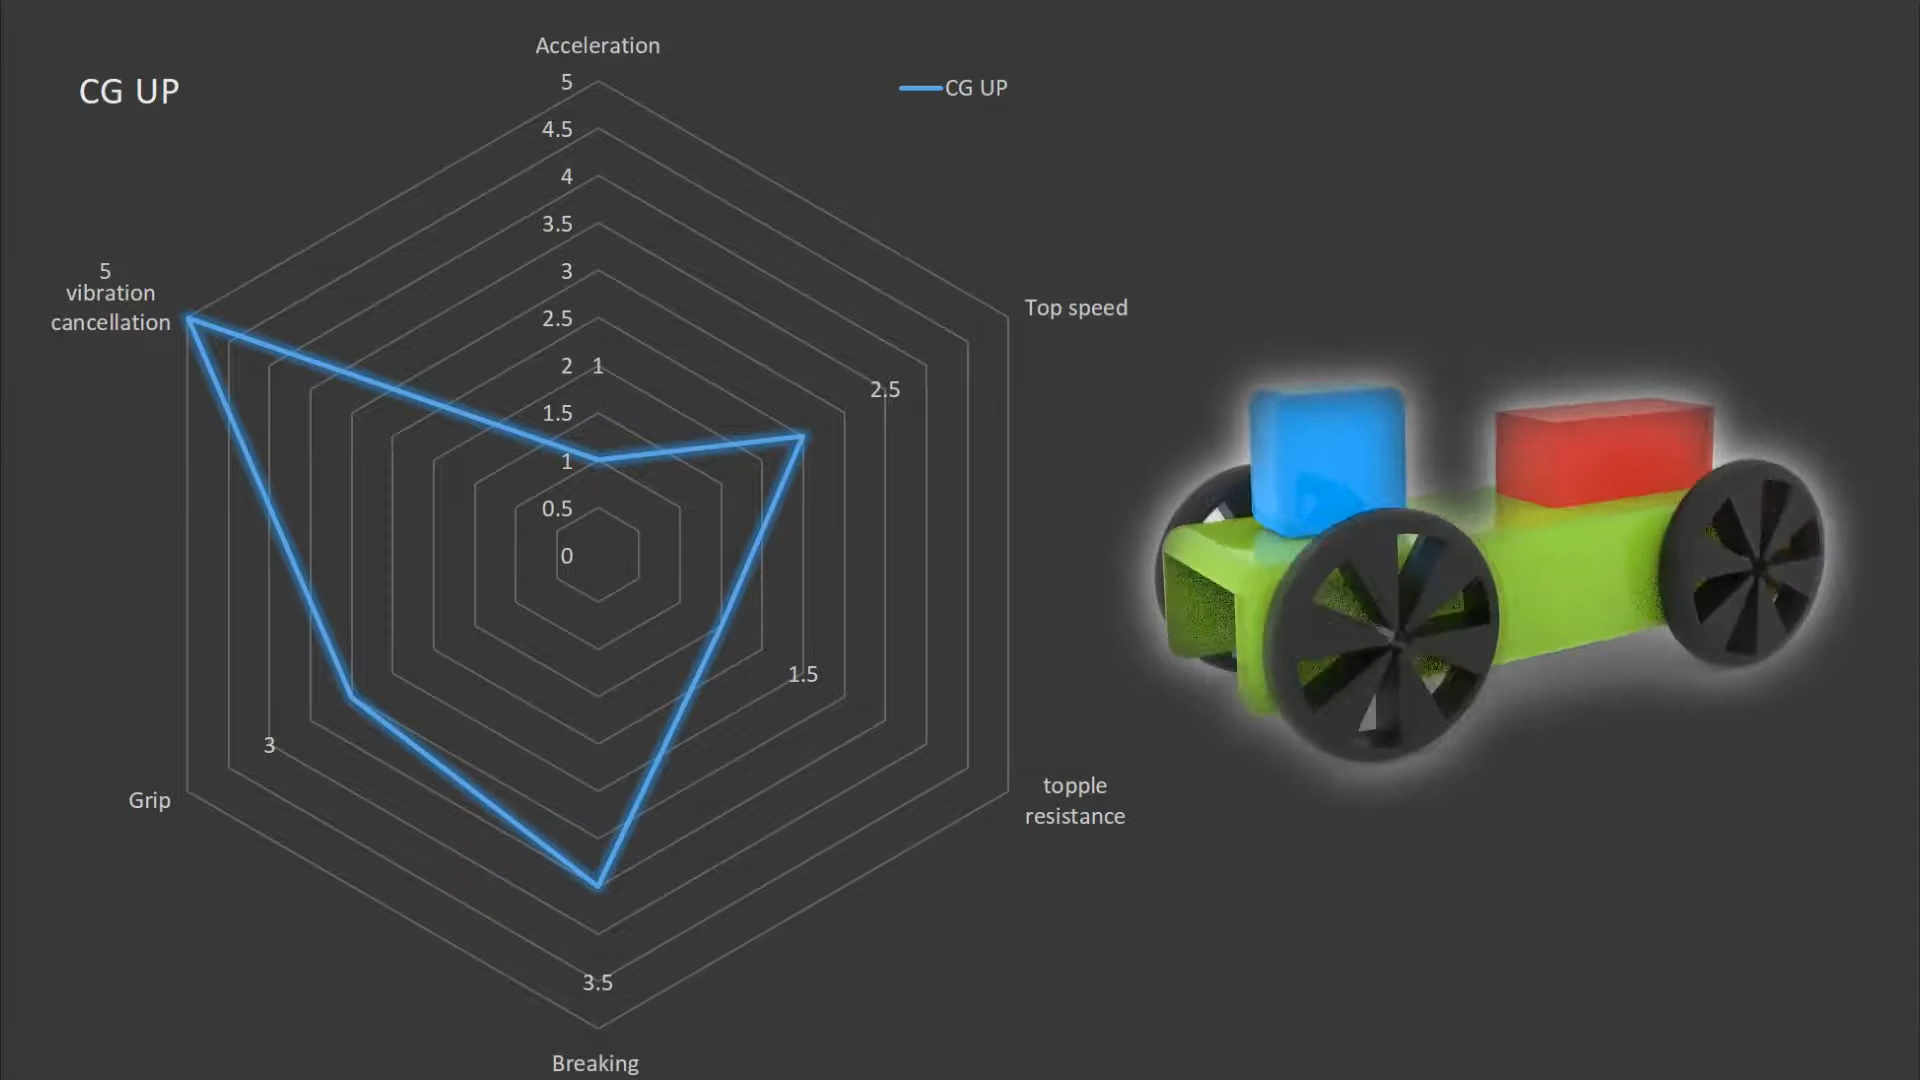 Acceleration
CG UP
CG UP
5
4.5
4
3.5
3
2.5
2
1.5
1
0.5
0
1
5
vibration
cancellation
Top speed
2.5
1.5
3
Grip
topple
resistance
3.5
Breaking